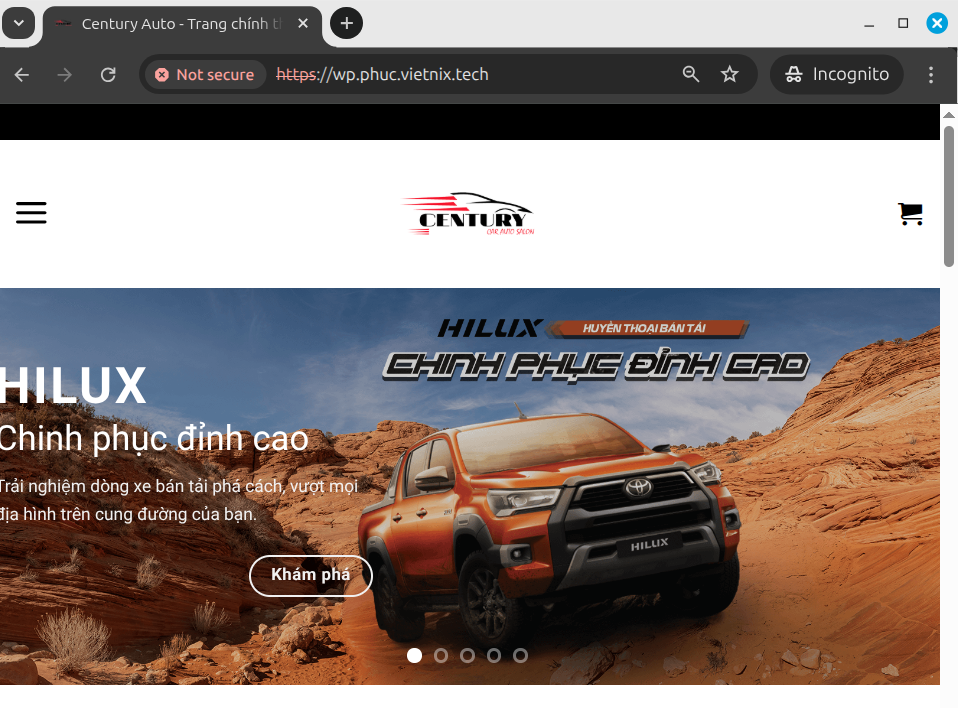 Century Auto - Trang chính t
Not secure https://wp.phuc.vietnix.tech
Incognito
CENTURY
CAR AUTO SALON
HILUX HUYỀN THOẠI BÁN TẢI
CHINH PHỤC ĐỈNH CAO
HILUX
Chinh phục đỉnh cao
Trải nghiệm dòng xe bán tải phá cách, vượt mọi
địa hình trên cung đường của bạn.
HILUX
Khám phá